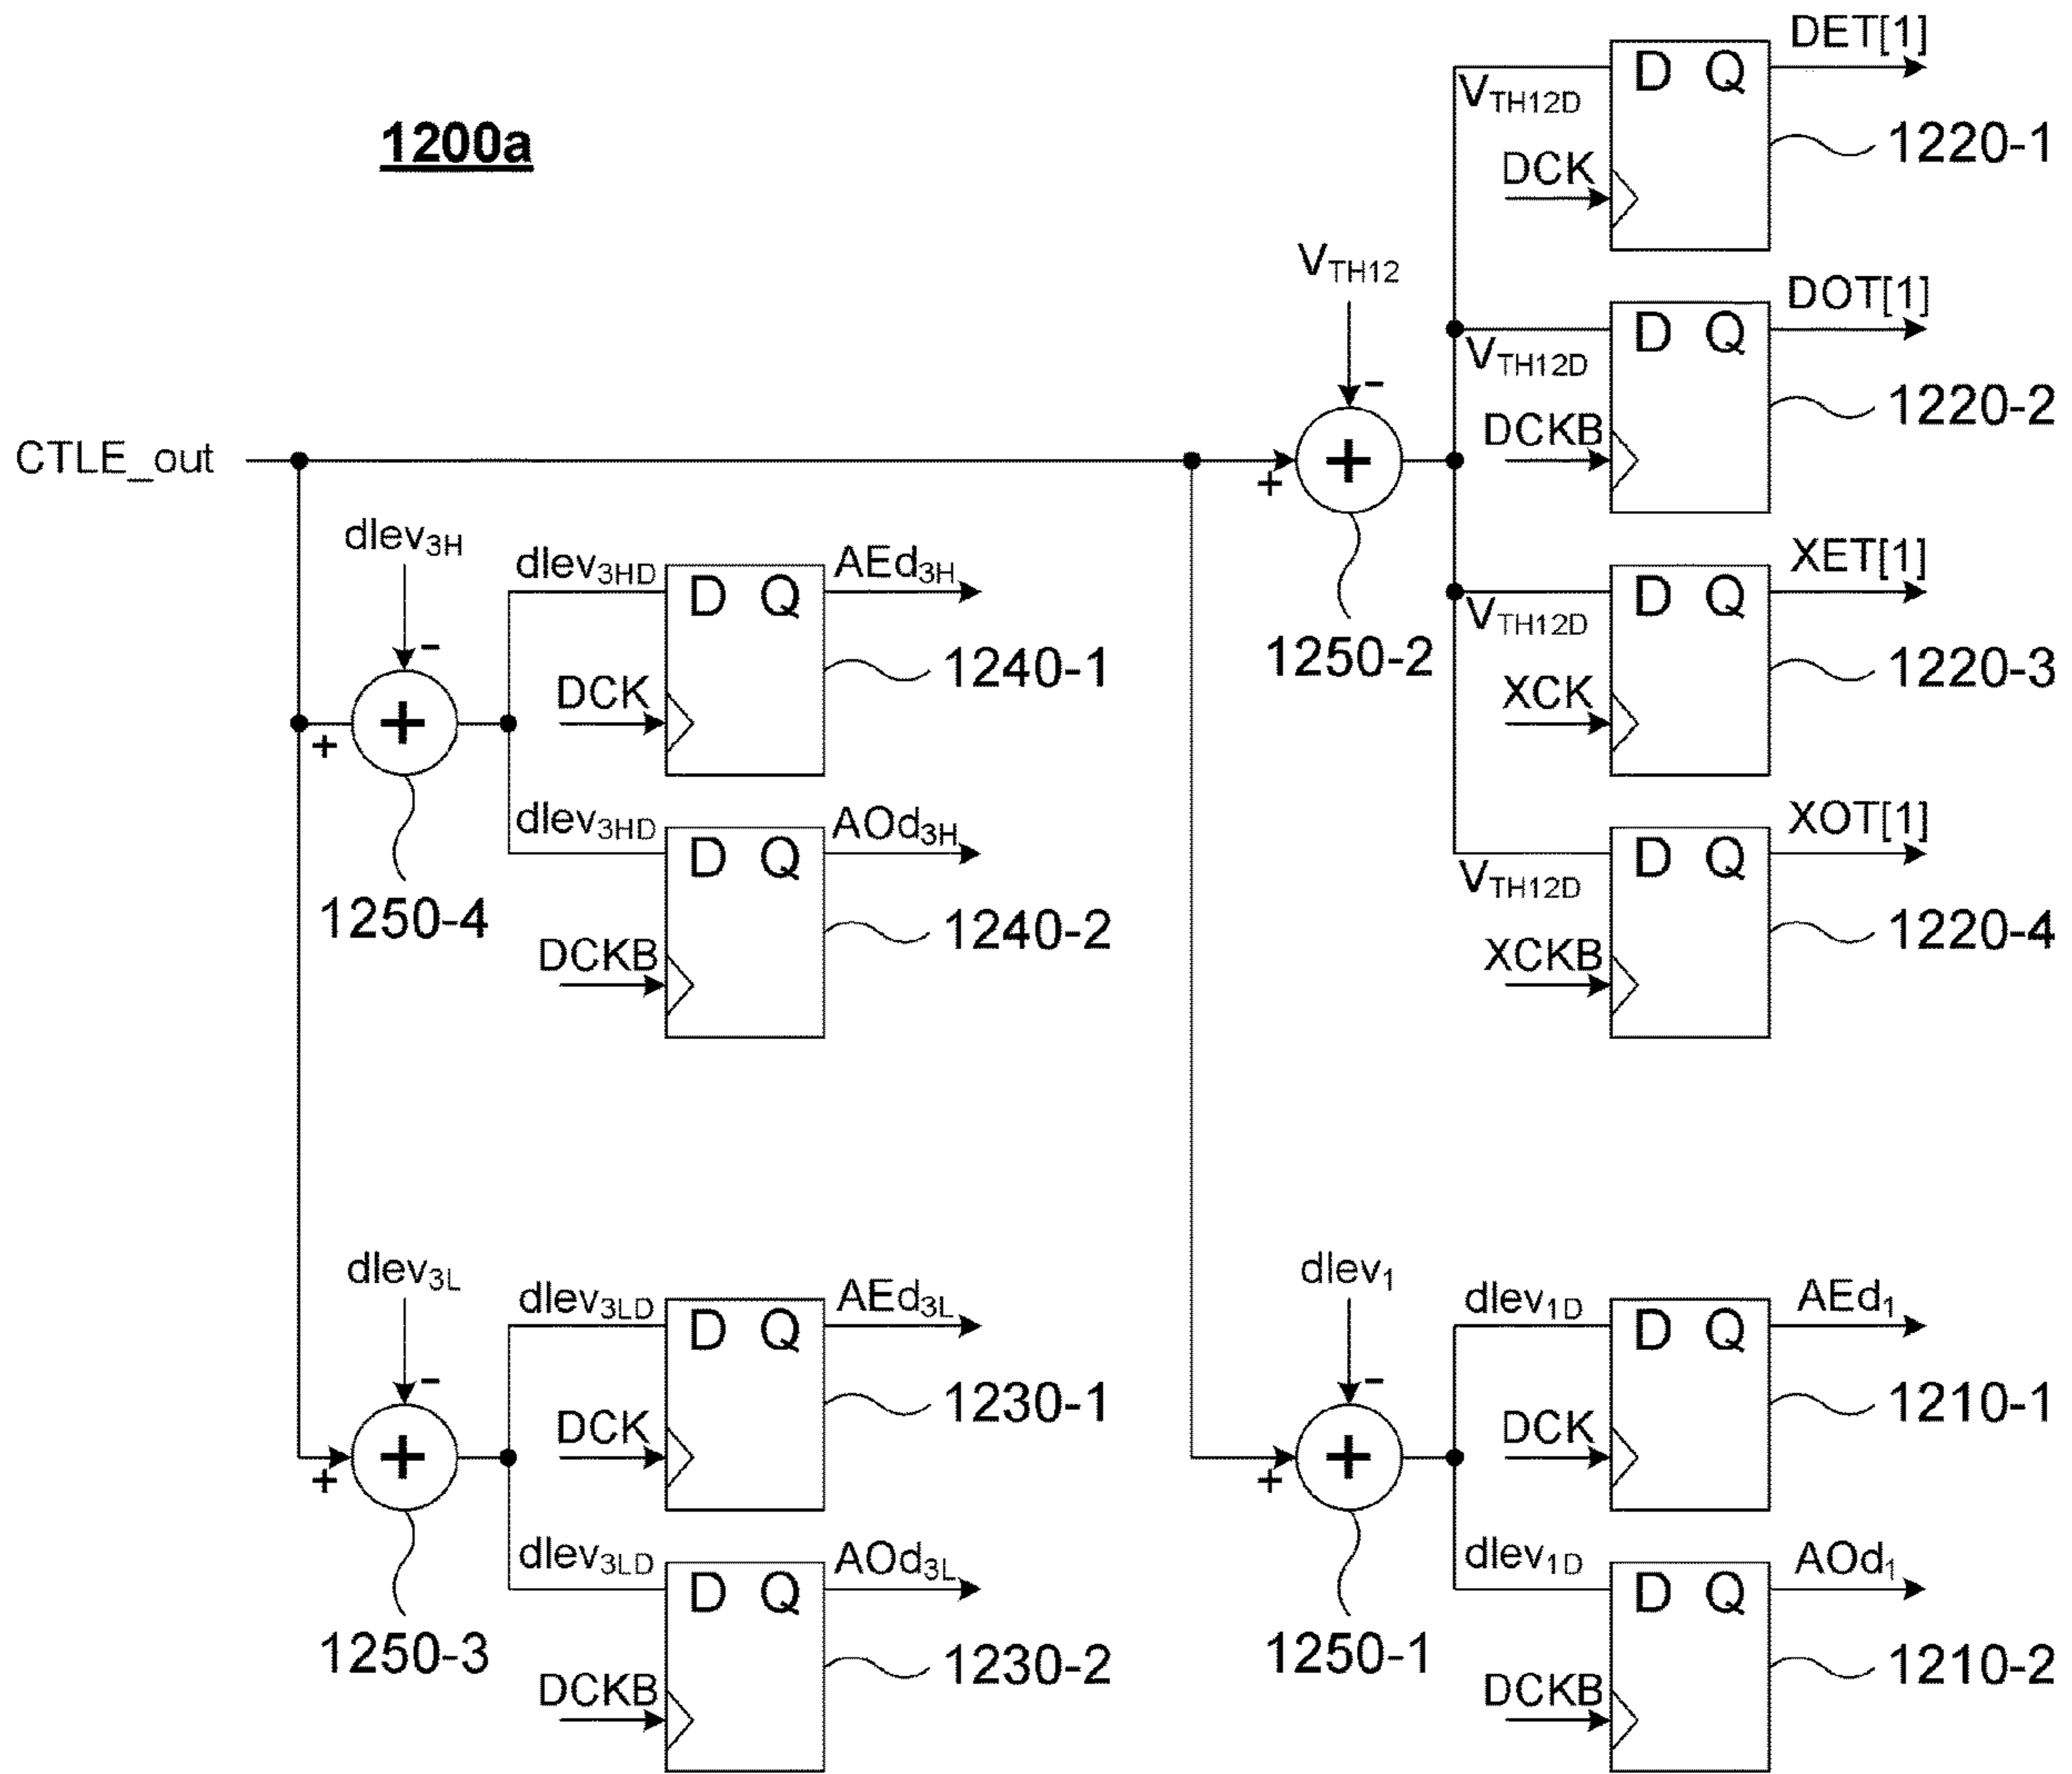 1200a
CTLE_out
dlev3H
-
+
+
1250-4
dlev3HD
D Q
AEd3H
DCK
1240-1
dlev3HD
D Q
AOd3H
DCKB
1240-2
dlev3L
-
+
+
1250-3
dlev3LD
D Q
AEd3L
DCK
1230-1
dlev3LD
D Q
AOd3L
DCKB
1230-2
VTH12
-
+
+
1250-2
VTH12D
D Q
DET[1]
DCK
1220-1
VTH12D
D Q
DOT[1]
DCKB
1220-2
VTH12D
D Q
XET[1]
XCK
1220-3
VTH12D
D Q
XOT[1]
XCKB
1220-4
dlev1
-
+
+
1250-1
dlev1D
D Q
AEd1
DCK
1210-1
dlev1D
D Q
AOd1
DCKB
1210-2